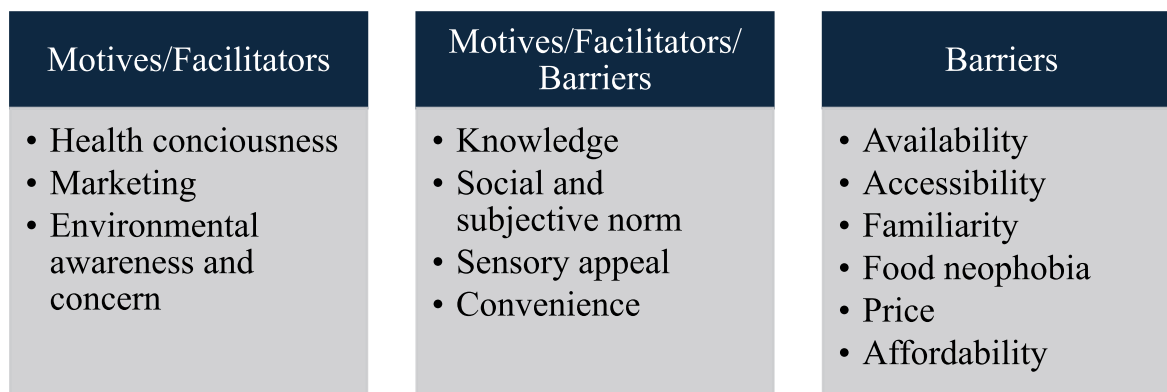 Motives/Facilitators
• Health conciousness
• Marketing
• Environmental
awareness and
concern
Motives/Facilitators/
Barriers
• Knowledge
• Social and
subjective norm
• Sensory appeal
• Convenience
Barriers
• Availability
• Accessibility
• Familiarity
• Food neophobia
• Price
• Affordability